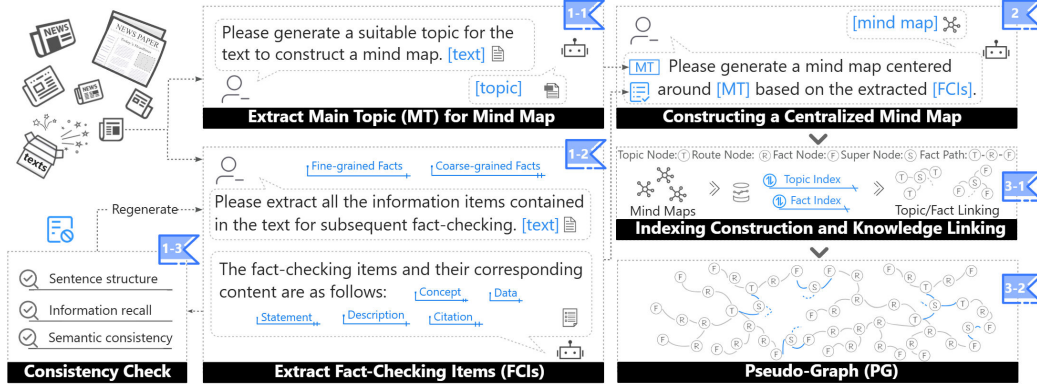 NEWS
NEWS PAPER
Today's Headlines
NEWS
texts
1-1
Please generate a suitable topic for the
text to construct a mind map. [text]
[topic]
Extract Main Topic (MT) for Mind Map
1-2
Fine-grained Facts
Coarse-grained Facts
Please extract all the information items contained
in the text for subsequent fact-checking. [text]
The fact-checking items and their corresponding
content are as follows:
Concept
Data
Statement
Description
Citation
Extract Fact-Checking Items (FCIs)
Regenerate
1-3
Sentence structure
Information recall
Semantic consistency
Consistency Check
2
[mind map]
MT Please generate a mind map centered
around [MT] based on the extracted [FCIs].
Constructing a Centralized Mind Map
Topic Node: T Route Node: R Fact Node: F Super Node: S Fact Path: T-R-F
3-1
Mind Maps
Topic Index
Fact Index
T S T
F S F
Topic/Fact Linking
Indexing Construction and Knowledge Linking
3-2
Pseudo-Graph (PG)